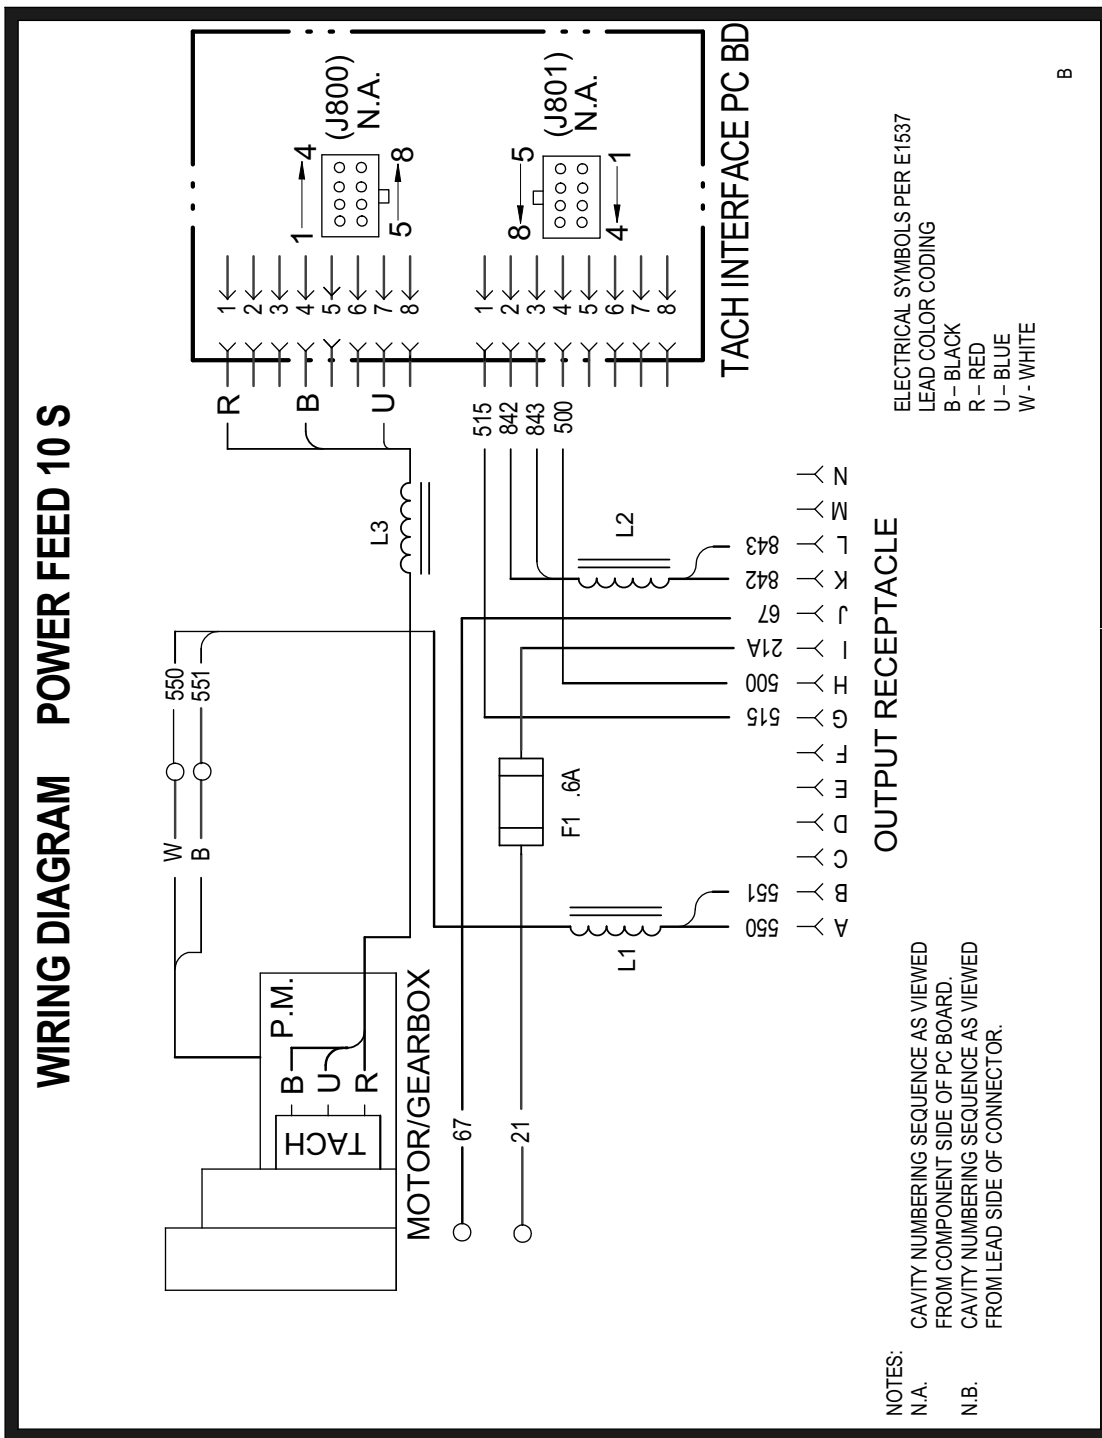 WIRING DIAGRAM POWER FEED 10 S
W
B
550
551
P.M.
B
U
R
TACH
MOTOR/GEARBOX
L3
R
B
U
1
2
3
4
5
6
7
8
1 4
5 8
(J800)
N.A.
1
2
3
4
5
6
7
8
8 5
4 1
(J801)
N.A.
TACH INTERFACE PC BD
515
842
843
500
67
21
F1 .6A
L1
L2
550
551
515
500
21A
67
842
843
A
B
C
D
E
F
G
H
I
J
K
L
M
N
OUTPUT RECEPTACLE
ELECTRICAL SYMBOLS PER E1537
LEAD COLOR CODING
B – BLACK
R – RED
U – BLUE
W - WHITE
NOTES:
N.A. CAVITY NUMBERING SEQUENCE AS VIEWED
FROM COMPONENT SIDE OF PC BOARD.
N.B. CAVITY NUMBERING SEQUENCE AS VIEWED
FROM LEAD SIDE OF CONNECTOR.
B